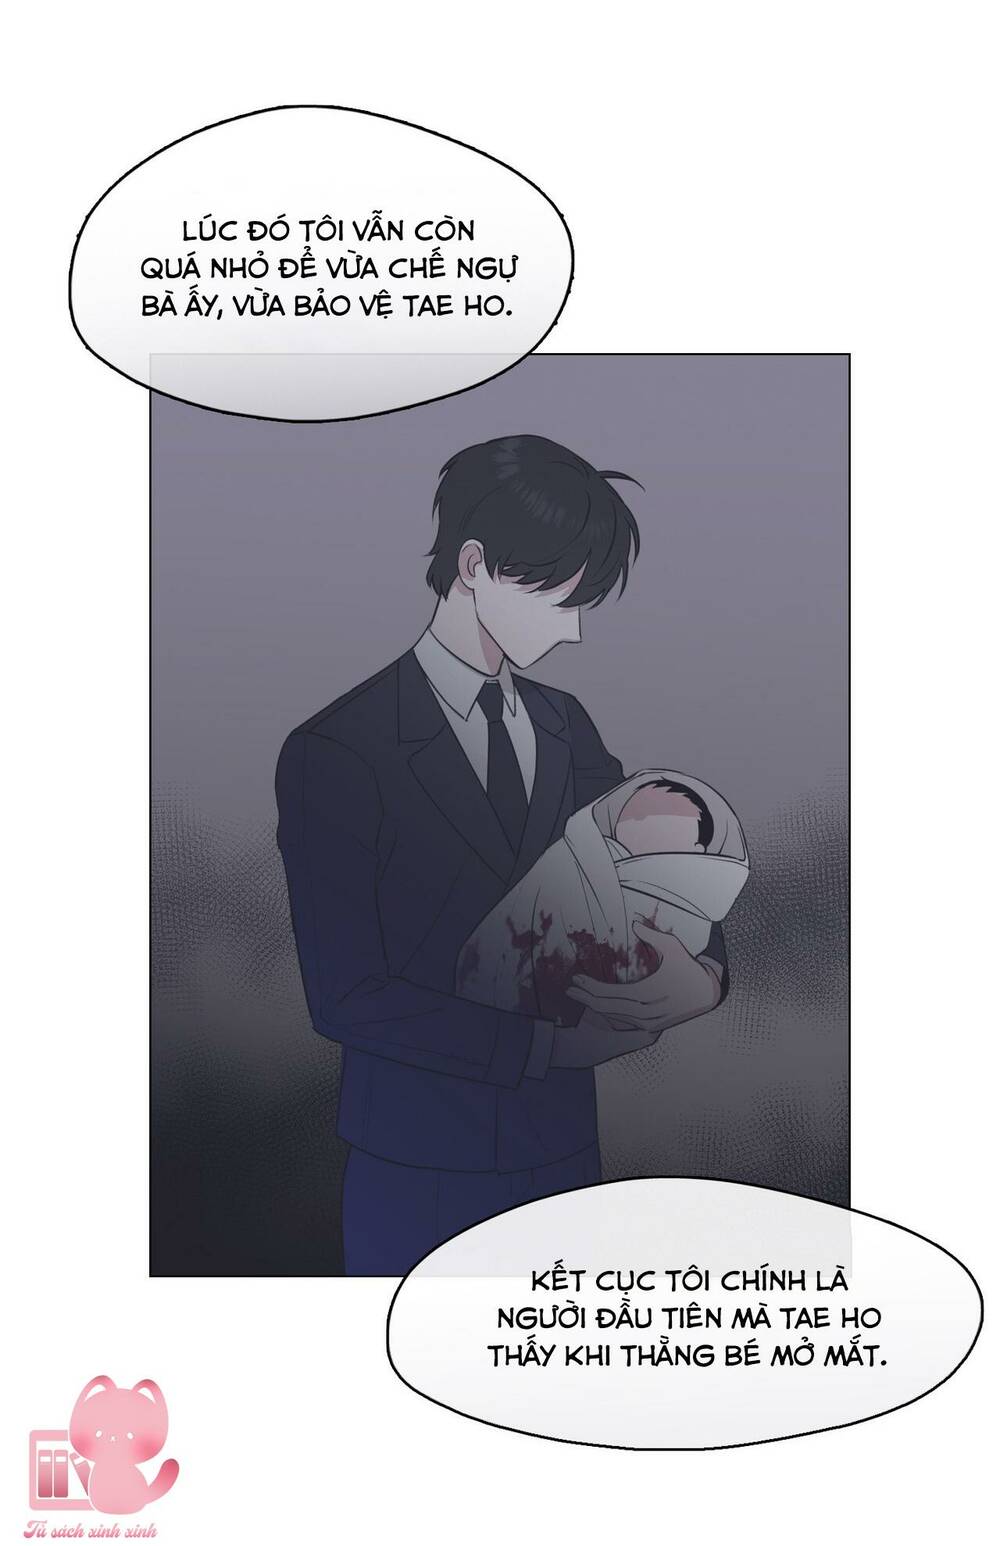 LÚC ĐÓ TÔI VẪN CÒN
QUÁ NHỎ ĐỂ VỪA CHẾ NGỰ
BÀ ẤY, VỪA BẢO VỆ TAE HO.
KẾT CỤC TÔI CHÍNH LÀ
NGƯỜI ĐẦU TIÊN MÀ TAE HO
THẤY KHI THẰNG BÉ MỞ MẮT.
Tủ sách xinh xinh